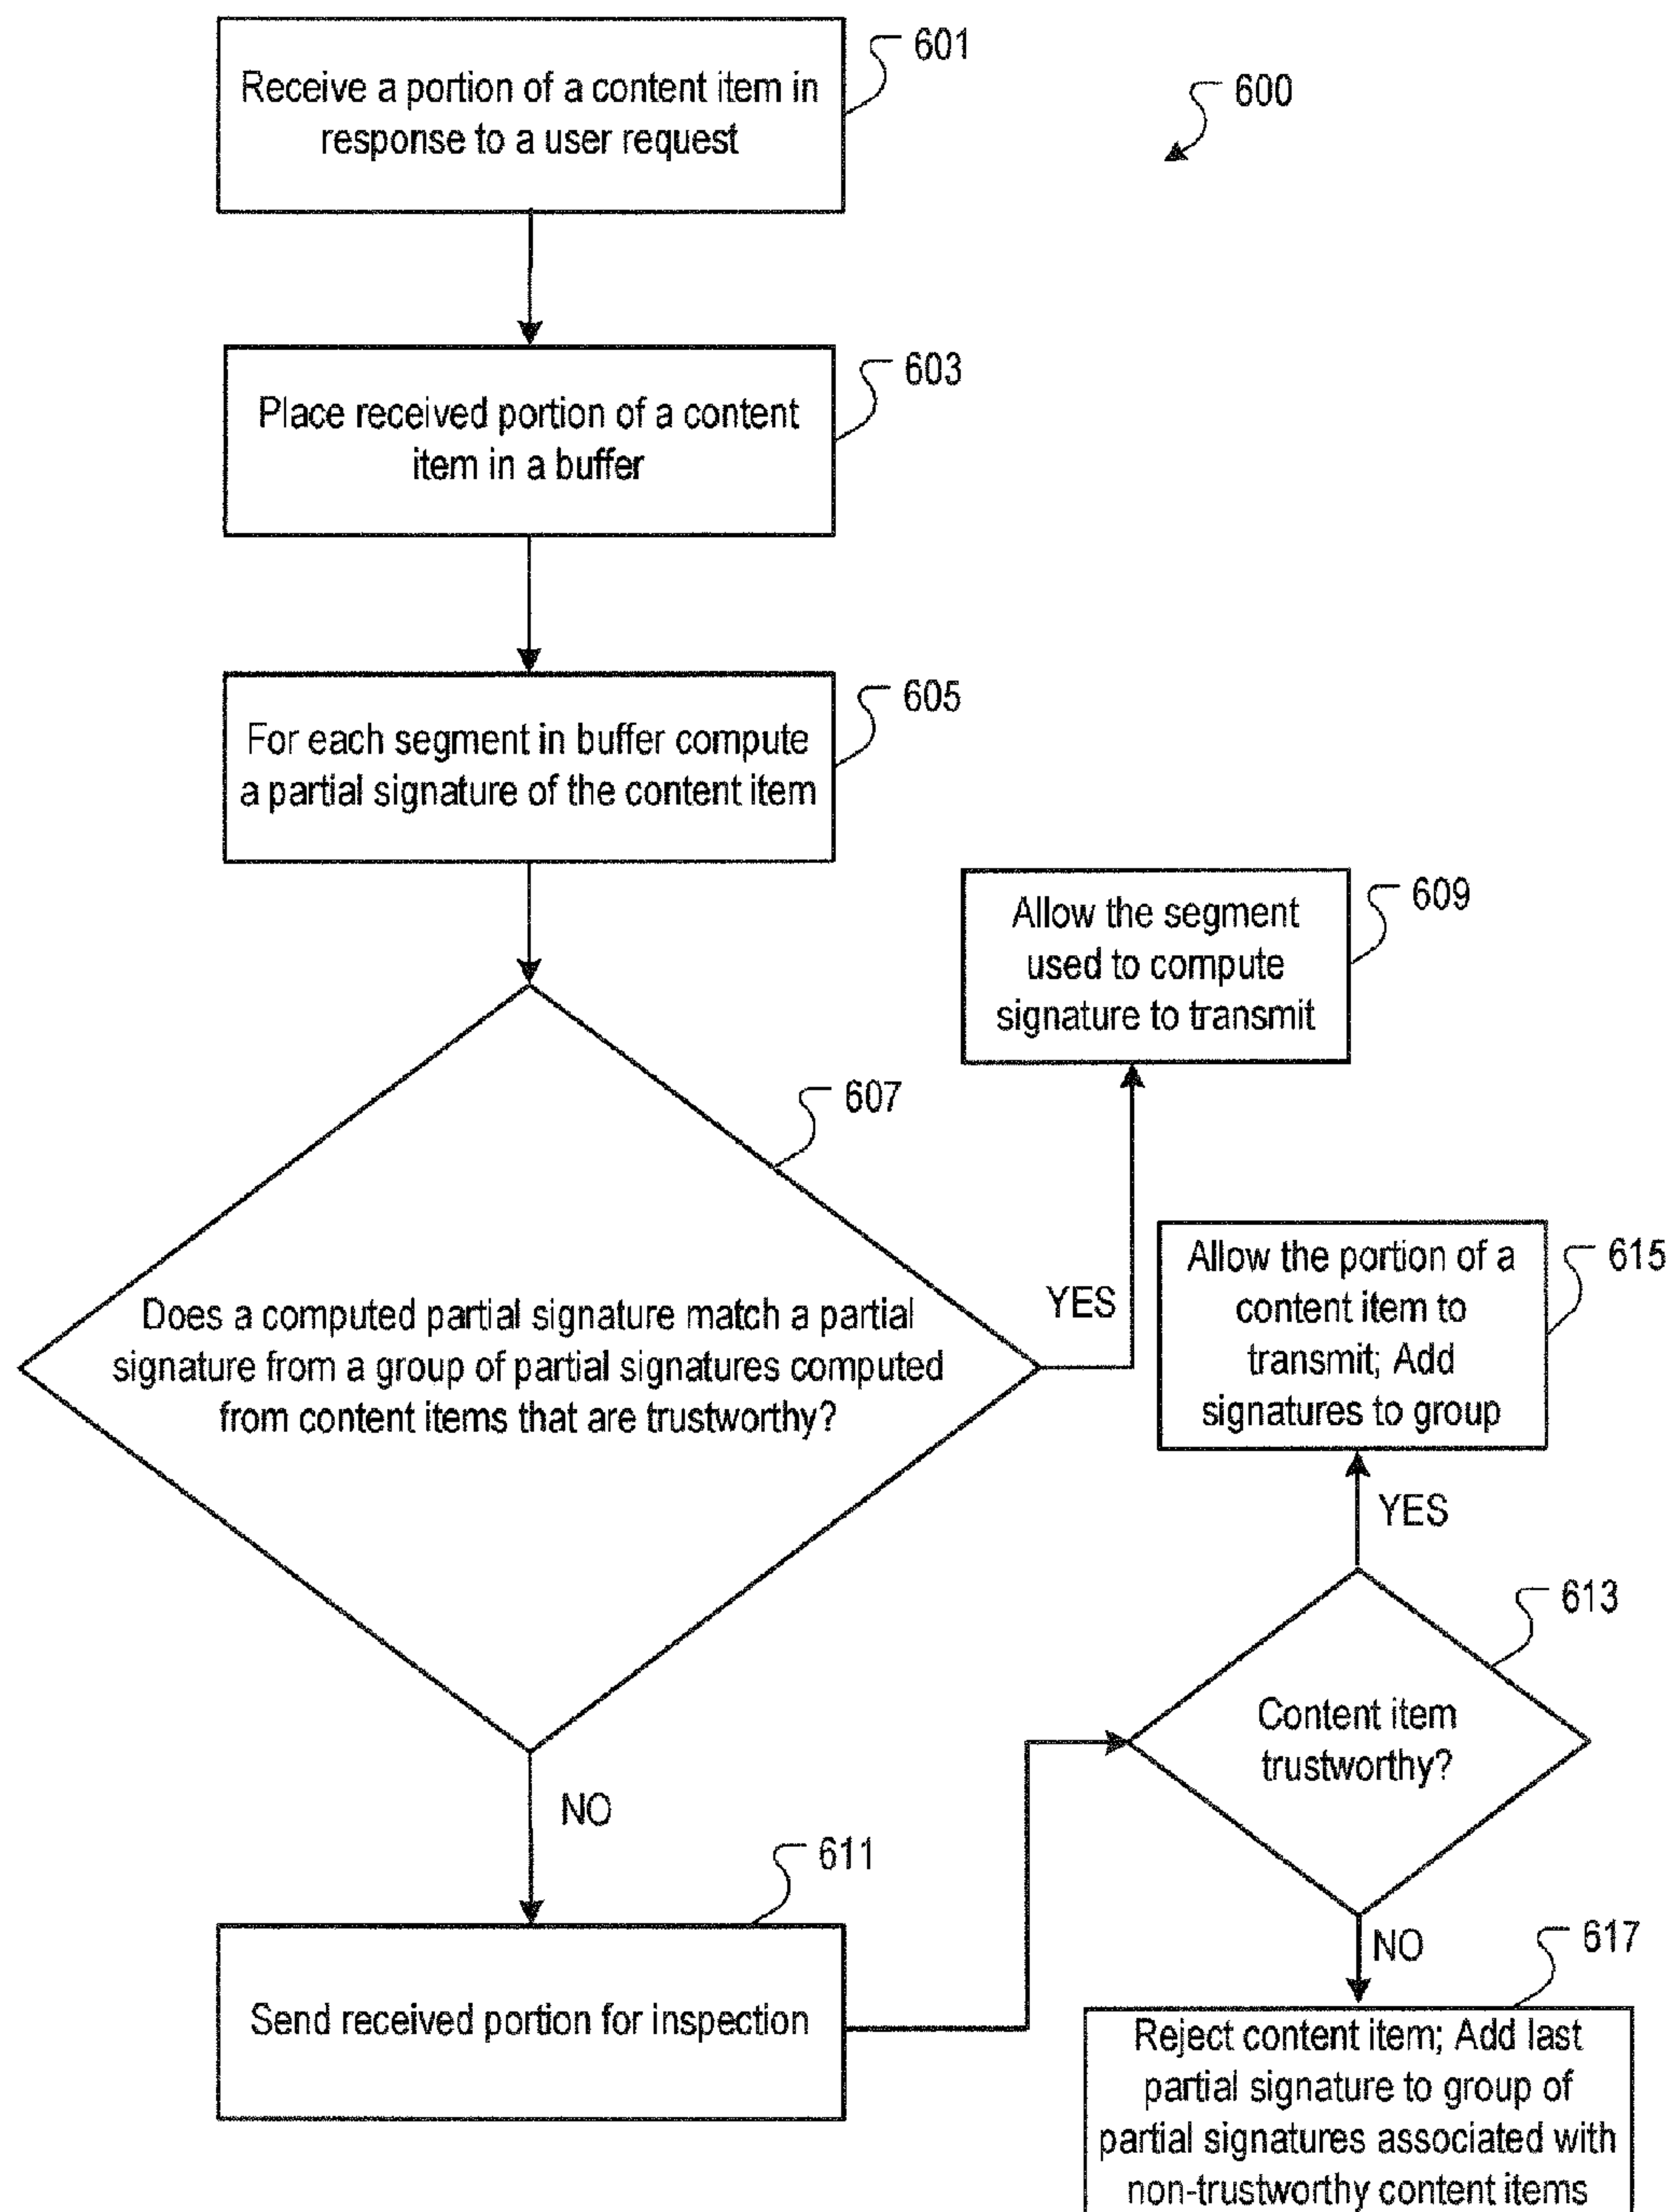 Receive a portion of a content item in
response to a user request
601
600
Place received portion of a content
item in a buffer
603
For each segment in buffer compute
a partial signature of the content item
605
Allow the segment
used to compute
signature to transmit
609
607
Does a computed partial signature match a partial
signature from a group of partial signatures computed
from content items that are trustworthy?
YES
Allow the portion of a
content item to
transmit; Add
signatures to group
615
YES
613
Content item
trustworthy?
NO
611
Send received portion for inspection
NO
617
Reject content item; Add last
partial signature to group of
partial signatures associated with
non-trustworthy content items